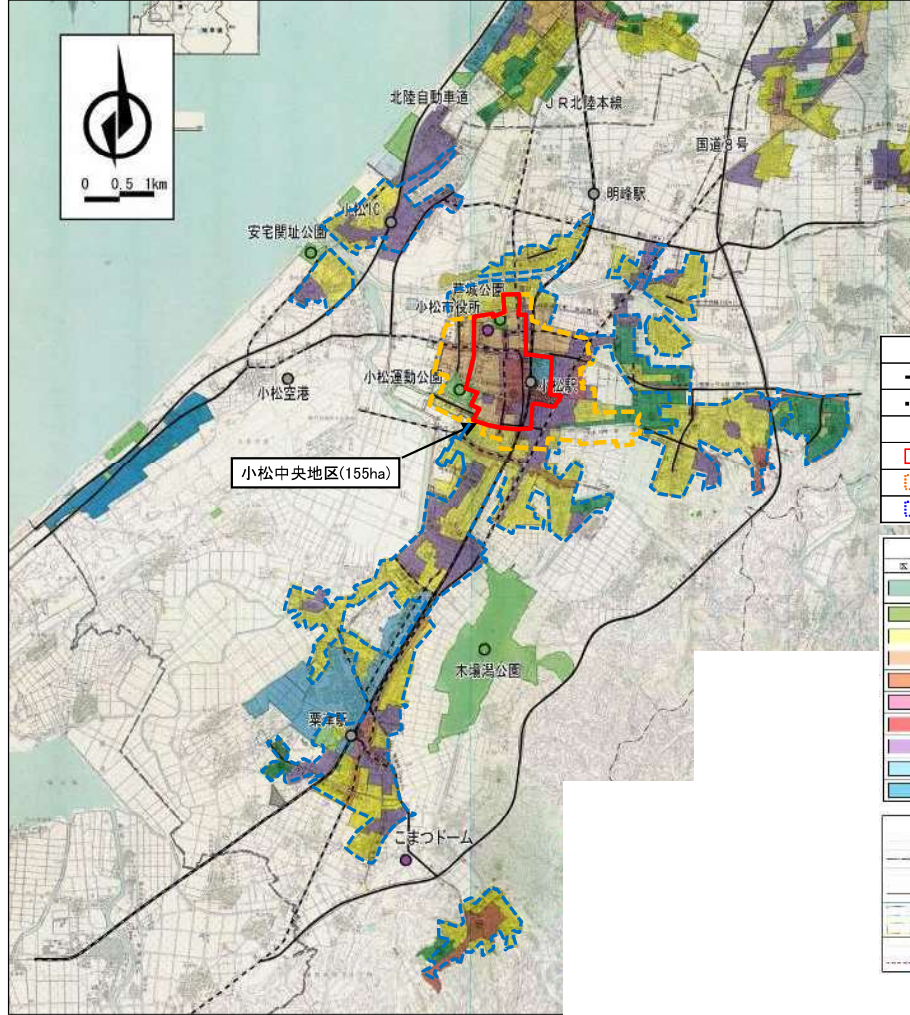 北陸自動車道
JR北陸本線
国道8号
0 0.5 1km
明峰駅
小松IC
安宅関址公園
芦城公園
小松市役所
小松空港
小松運動公園
小松駅
小松中央地区(155ha)
木場潟公園
粟津駅
こまつドーム
区